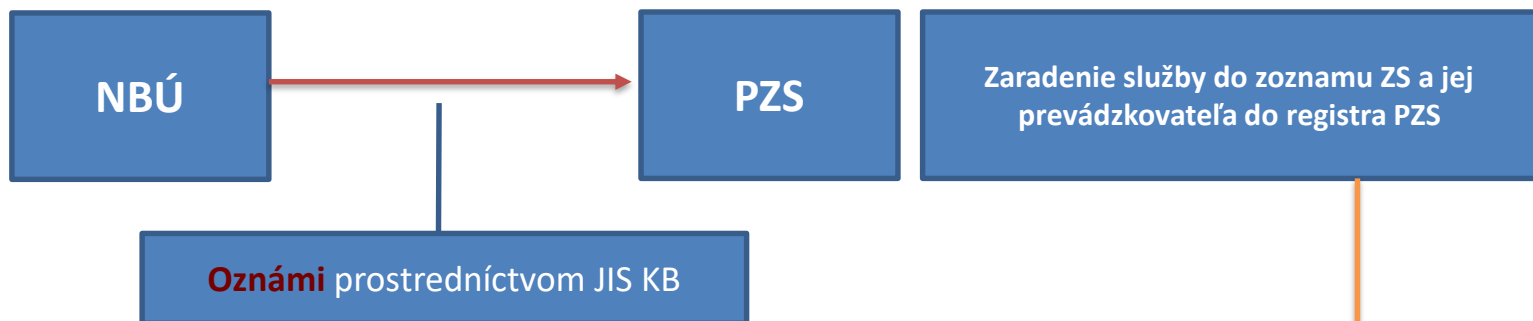 NBÚ
PZS
Zaradenie služby do zoznamu ZS a jej
prevádzkovateľa do registra PZS
Oznámi prostredníctvom JIS KB